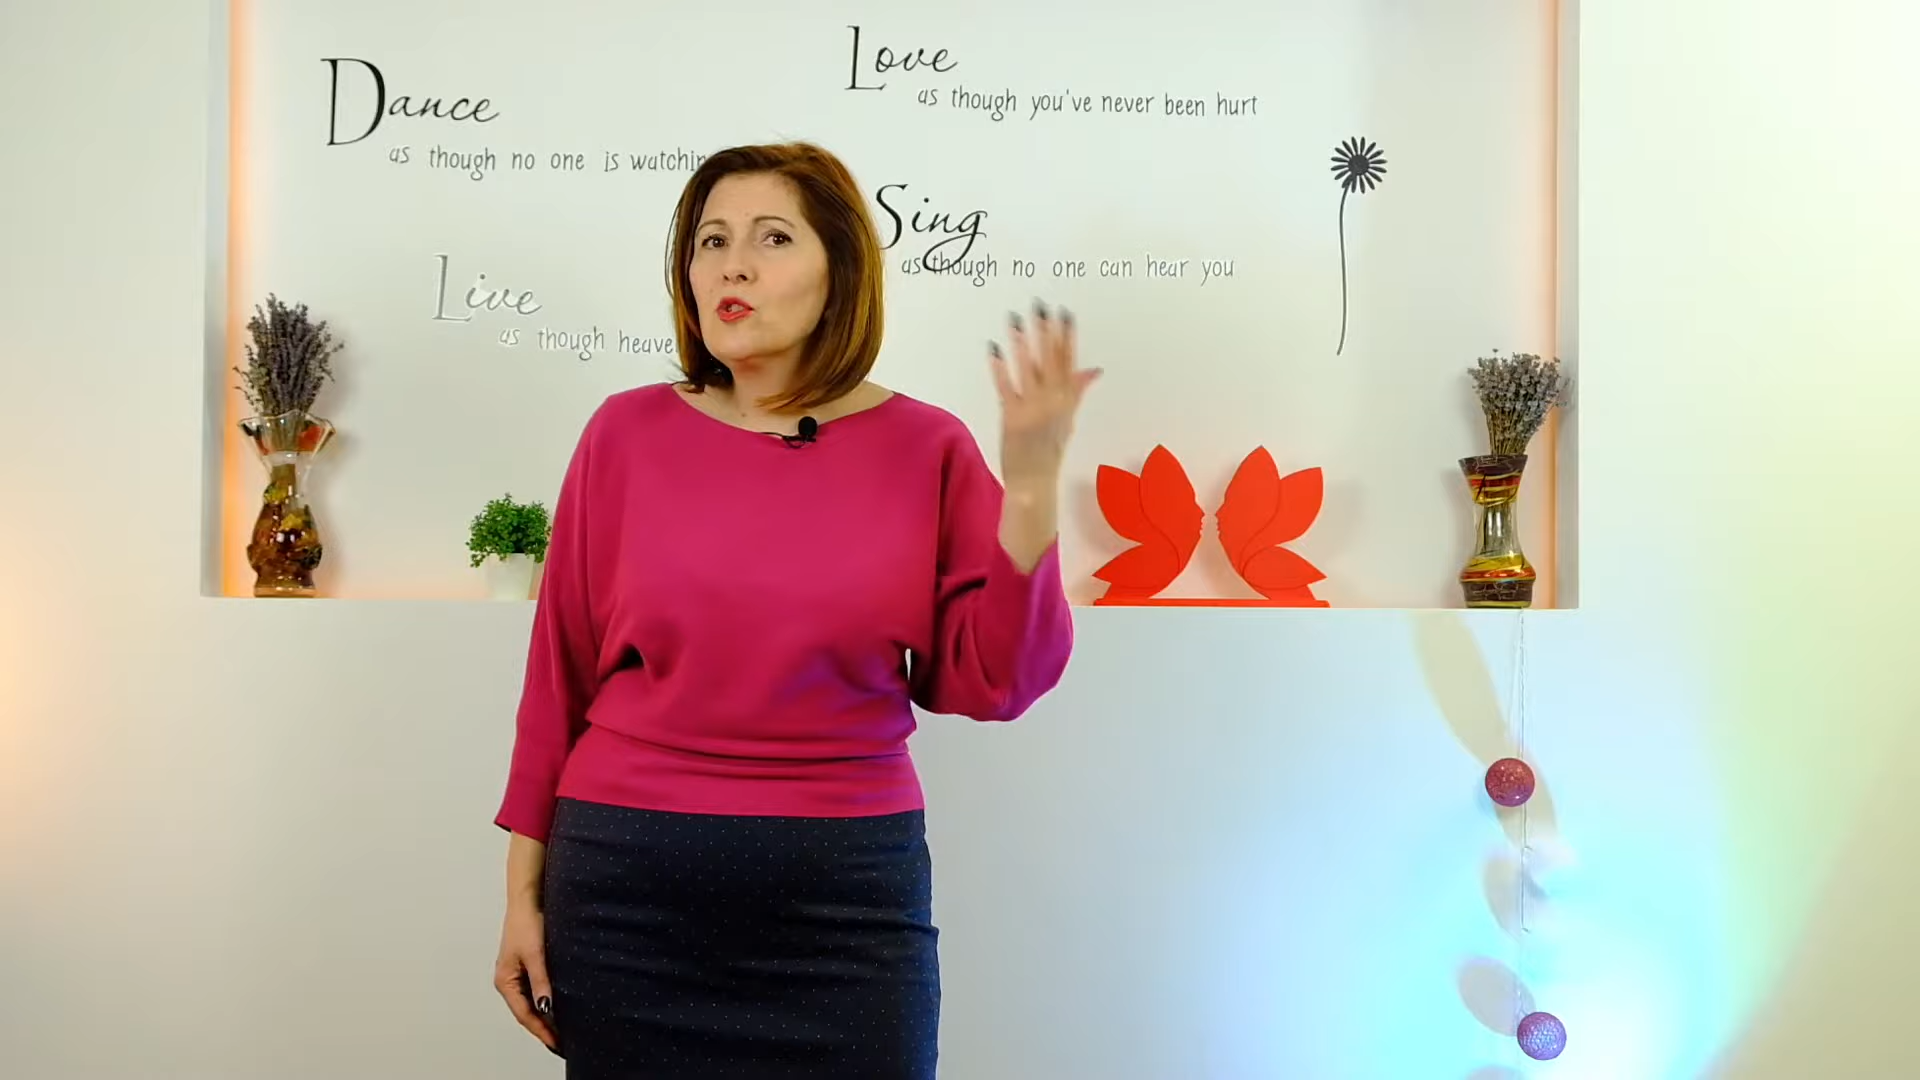 Dance
as though no one is watchin
Love
as though you've never been hurt
Sing
as though no one can hear you
Live
as though heave